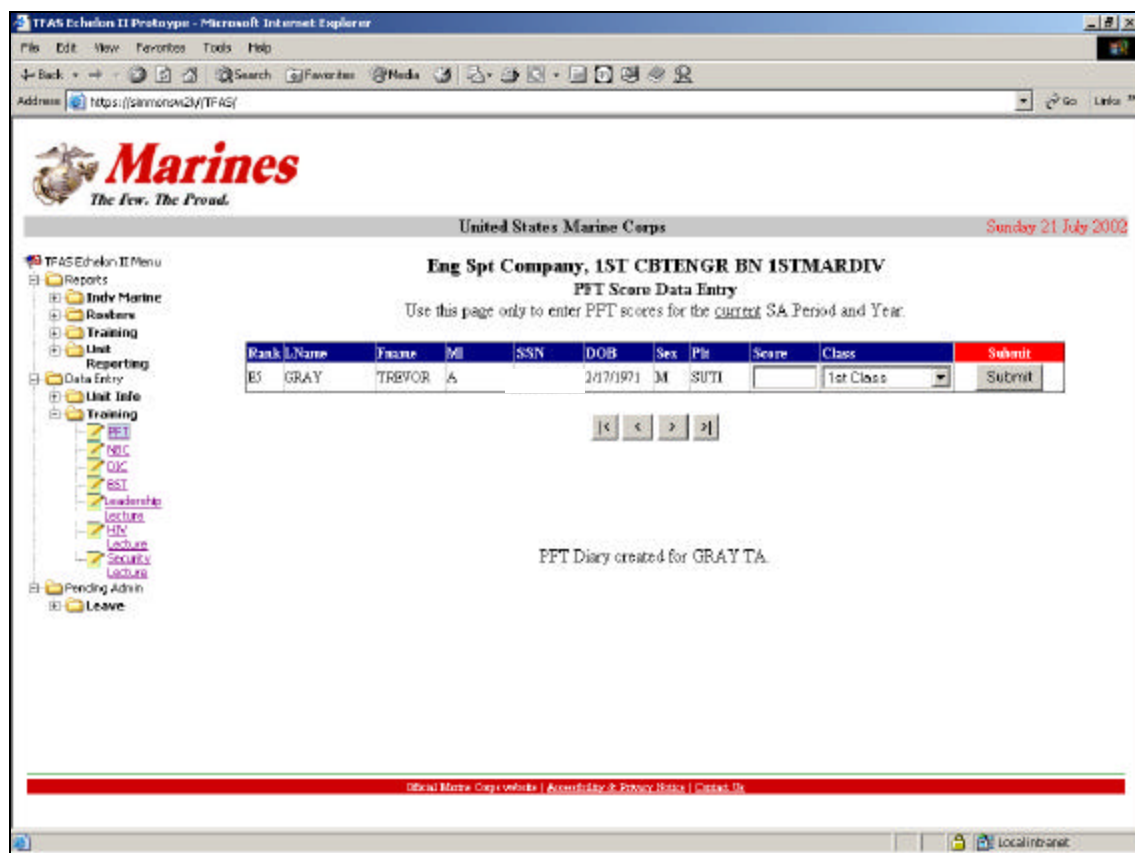 TFAS Echelon II Protoype - Microsoft Internet Explorer
File Edit View Favorites Tools Help
Back Search Favorites Media
Address https://simmonsw2ly/TFAS/ Go Links
Marines
The Few. The Proud.
United States Marine Corps Sunday 21 July 2002
TFAS Echelon II Menu
Reports
Indv Marine
Rosters
Training
Unit
Reporting
Data Entry
Unit Info
Training
PFT
NBC
OJC
BST
Leadership
Lecture
HIV
Lecture
Security
Lecture
Pending Admin
Leave
Eng Spt Company, 1ST CBTENGR BN 1STMARDIV
PFT Score Data Entry
Use this page only to enter PFT scores for the current SA Period and Year.
Rank LName Fname MI SSN DOB Sex Plt Score Class Submit
E5 GRAY TREVOR A 2/17/1971 M SUTI 1st Class Submit
|< < > >|
PFT Diary created for GRAY TA.
Official Marine Corps website | Accessibility & Privacy Notice | Contact Us
Local intranet